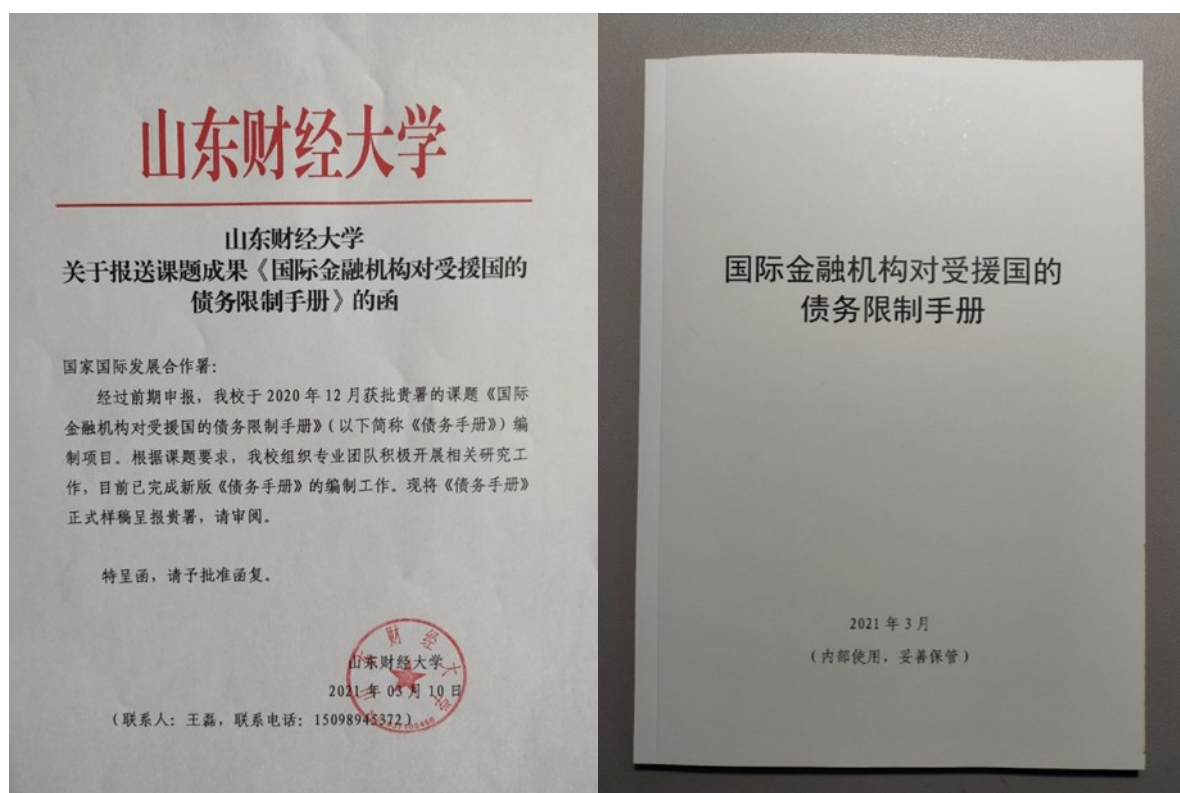 山东财经大学
山东财经大学
关于报送课题成果《国际金融机构对受援国的
债务限制手册》的函
国家国际发展合作署：
经过前期申报，我校于 2020 年 12 月获批贵署的课题《国际
金融机构对受援国的债务限制手册》（以下简称《债务手册》）编
制项目。根据课题要求，我校组织专业团队积极开展相关研究工
作，目前已完成新版《债务手册》的编制工作。现将《债务手册》
正式样稿呈报贵署，请审阅。
特呈函，请予批准函复。
山东财经大学
山东财经大学
2021 年 03 月 10 日
（联系人：王磊，联系电话：15098945372）
国际金融机构对受援国的
债务限制手册
2021 年 3 月
（内部使用，妥善保管）